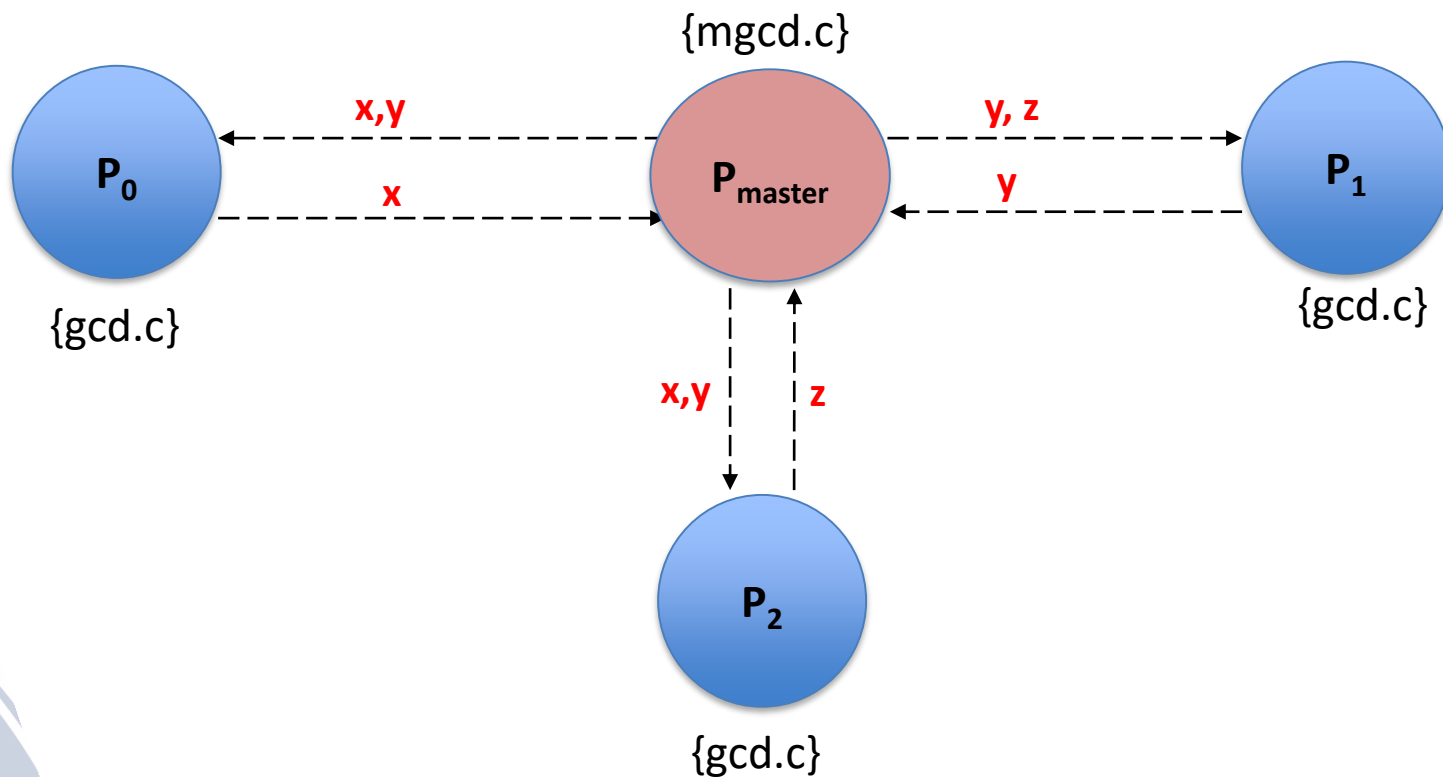 {mgcd.c}
x,y
y, z
P0
Pmaster
P1
x
y
{gcd.c}
{gcd.c}
x,y
z
P2
{gcd.c}